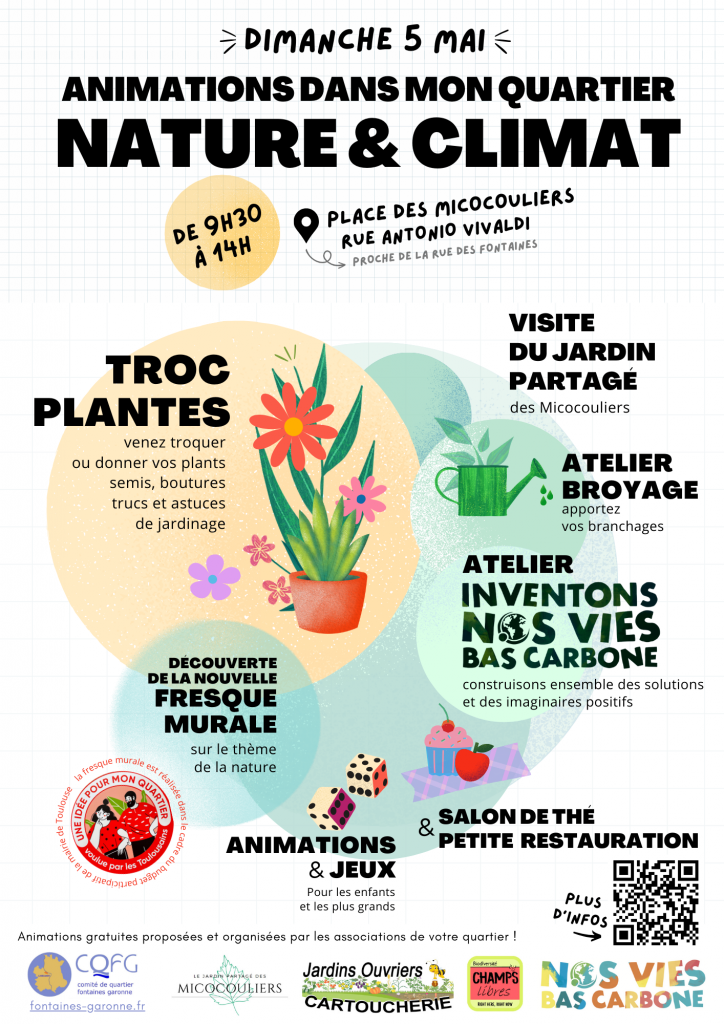 DIMANCHE 5 MAI
ANIMATIONS DANS MON QUARTIER
NATURE & CLIMAT
DE 9H30
À 14H
PLACE DES MICOCOULIERS
RUE ANTONIO VIVALDI
PROCHE DE LA RUE DES FONTAINES
TROC
PLANTES
venez troquer
ou donner vos plants
semis, boutures
trucs et astuces
de jardinage
VISITE
DU JARDIN
PARTAGÉ
des Micocouliers
ATELIER
BROYAGE
apportez
vos branchages
ATELIER
INVENTONS
NOS VIES
BAS CARBONE
construisons ensemble des solutions
et des imaginaires positifs
DÉCOUVERTE
DE LA NOUVELLE
FRESQUE
MURALE
sur le thème
de la nature
la fresque murale est réalisée dans le cadre du budget participatif de la mairie de Toulouse
UNE IDÉE POUR MON QUARTIER
voulue par les Toulousains
ANIMATIONS
& JEUX
Pour les enfants
et les plus grands
& SALON DE THÉ
PETITE RESTAURATION
PLUS
D'INFOS
Animations gratuites proposées et organisées par les associations de votre quartier !
CQFG
comité de quartier
fontaines garonne
fontaines-garonne.fr
LE JARDIN PARTAGÉ DES
MICOCOULIERS
Jardins Ouvriers
CARTOUCHERIE
Biodiversité
CHAMPS
libres
RIGHT HERE, RIGHT NOW
NOS VIES
BAS CARBONE